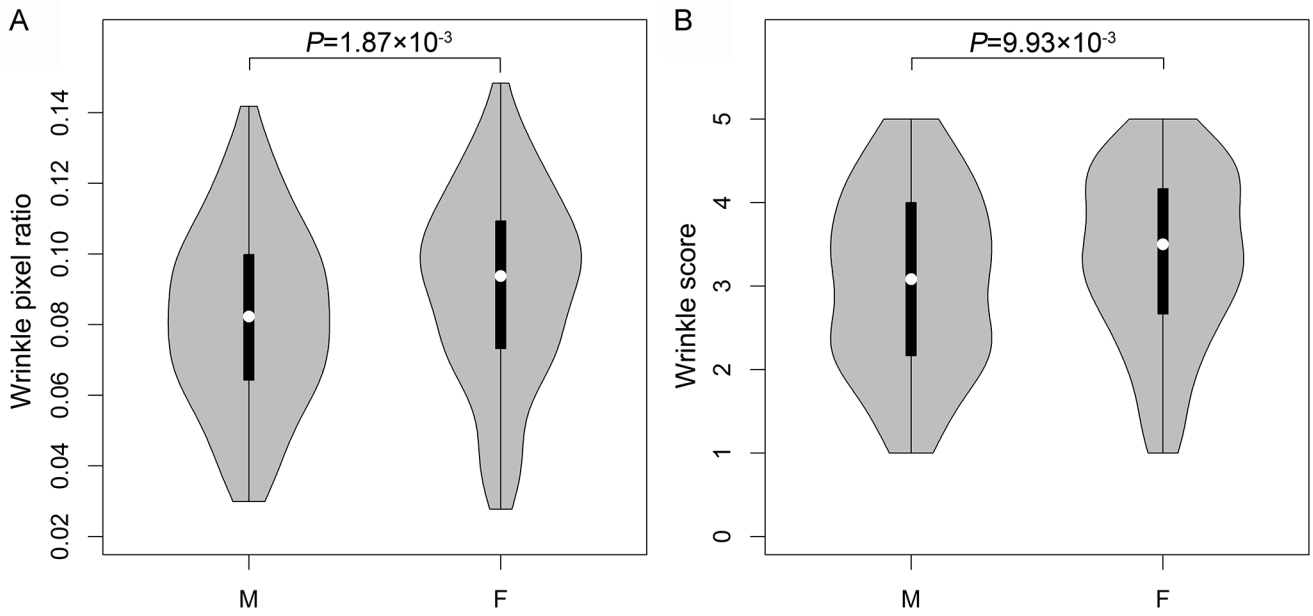 A
P=1.87×10⁻³
Wrinkle pixel ratio
0.14
0.12
0.10
0.08
0.06
0.04
0.02
M F
B
P=9.93×10⁻³
Wrinkle score
5
4
3
2
1
0
M F